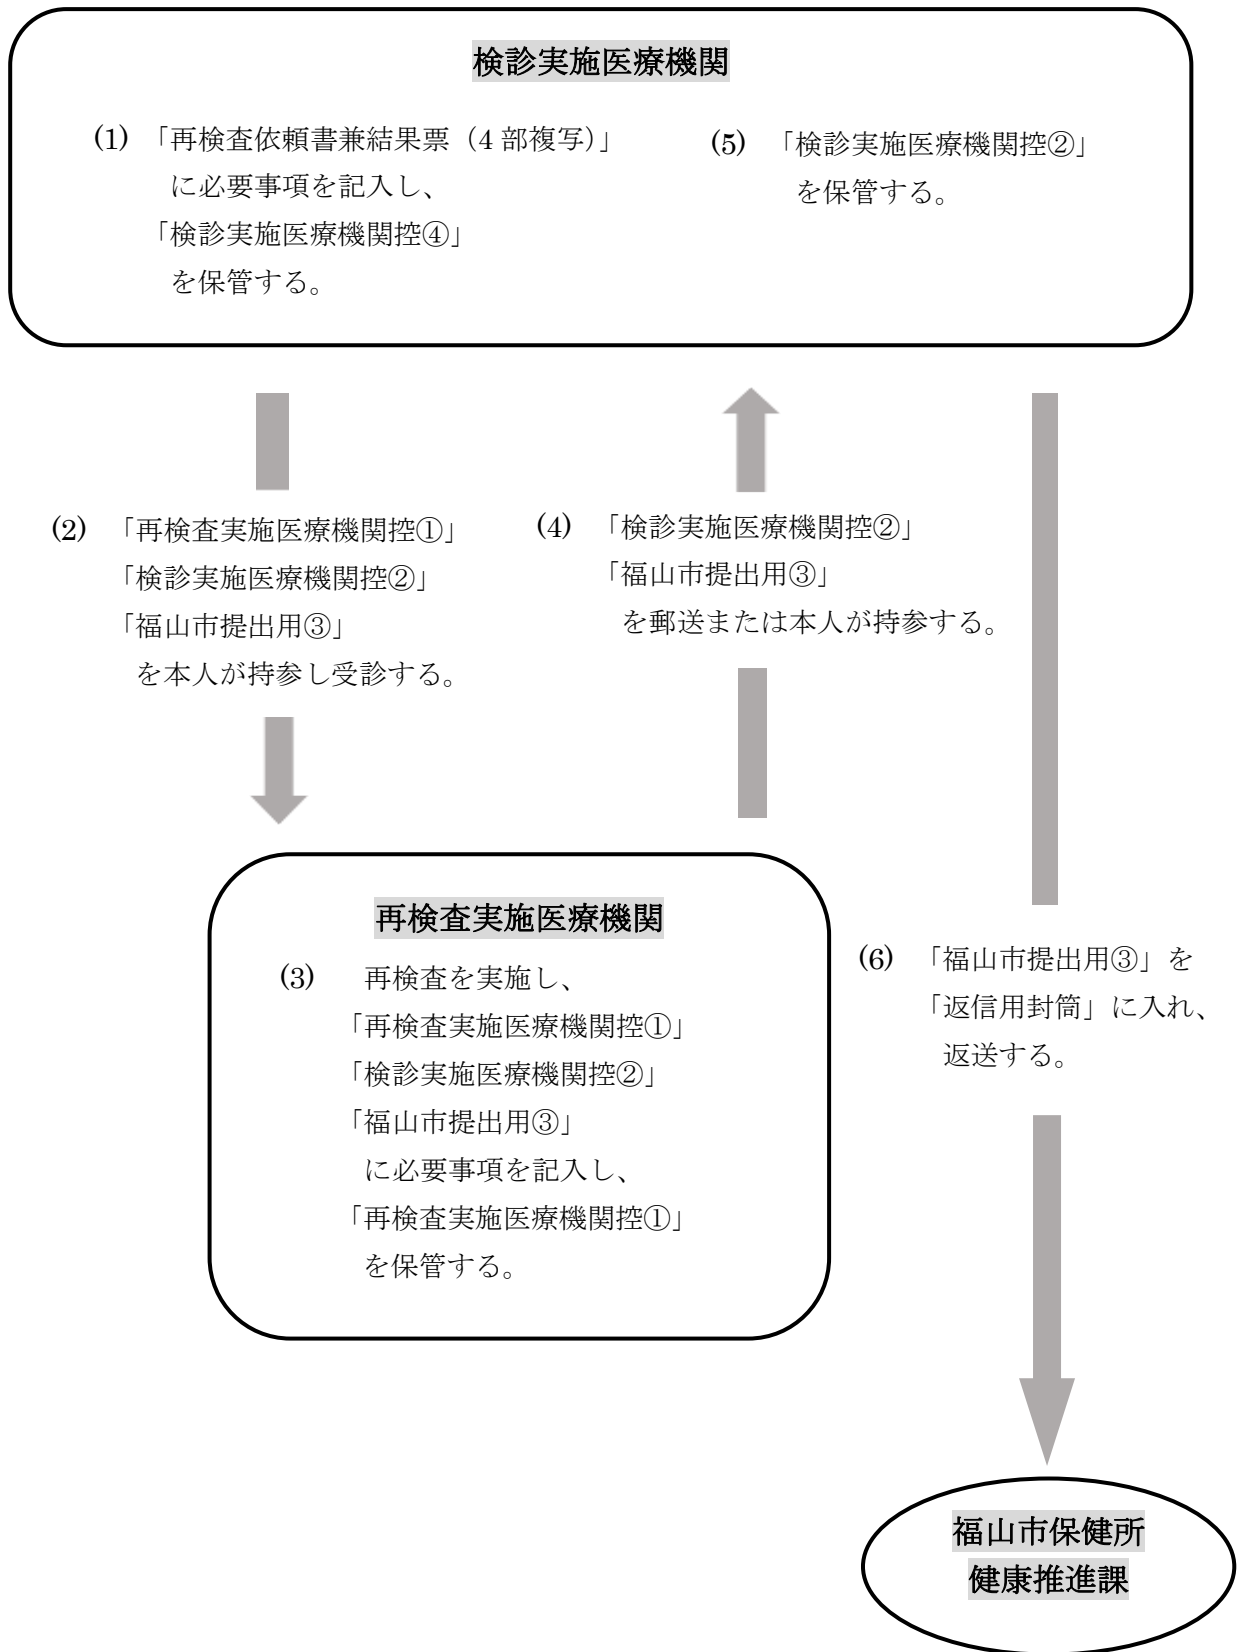 検診実施医療機関
(1) 「再検査依頼書兼結果票（4 部複写）」
に必要事項を記入し、
「検診実施医療機関控④」
を保管する。
(5) 「検診実施医療機関控②」
を保管する。
(2) 「再検査実施医療機関控①」
「検診実施医療機関控②」
「福山市提出用③」
を本人が持参し受診する。
(4) 「検診実施医療機関控②」
「福山市提出用③」
を郵送または本人が持参する。
再検査実施医療機関
(3) 再検査を実施し、
「再検査実施医療機関控①」
「検診実施医療機関控②」
「福山市提出用③」
に必要事項を記入し、
「再検査実施医療機関控①」
を保管する。
(6) 「福山市提出用③」を
「返信用封筒」に入れ、
返送する。
福山市保健所
健康推進課